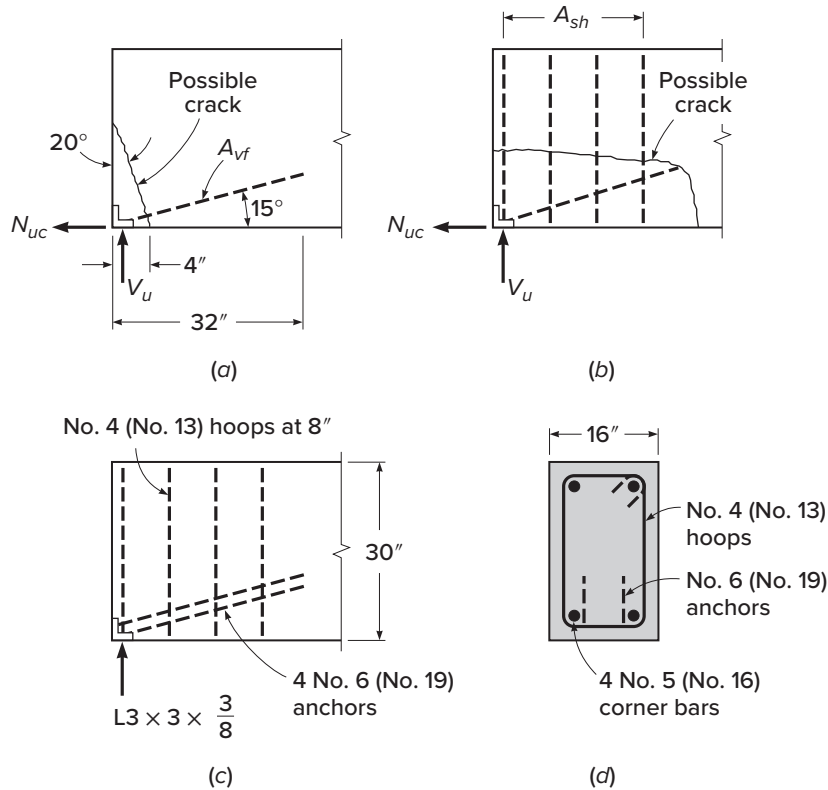 Possible
crack
20°
A_vf
15°
N_uc
4″
V_u
32″
(a)
A_sh
Possible
crack
N_uc
V_u
(b)
No. 4 (No. 13) hoops at 8″
30″
4 No. 6 (No. 19)
anchors
L3 × 3 × 3/8
(c)
16″
No. 4 (No. 13)
hoops
No. 6 (No. 19)
anchors
4 No. 5 (No. 16)
corner bars
(d)